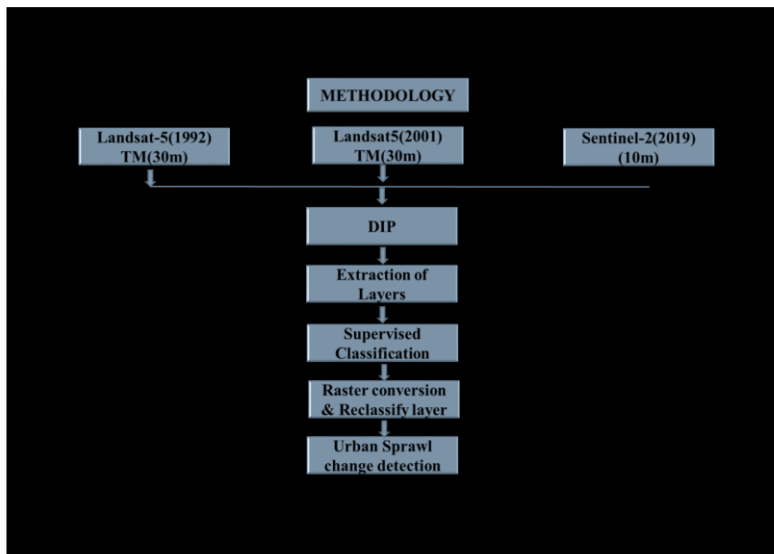 METHODOLOGY
Landsat-5(1992)
TM(30m)
Landsat5(2001)
TM(30m)
Sentinel-2(2019)
(10m)
DIP
Extraction of
Layers
Supervised
Classification
Raster conversion
& Reclassify layer
Urban Sprawl
change detection